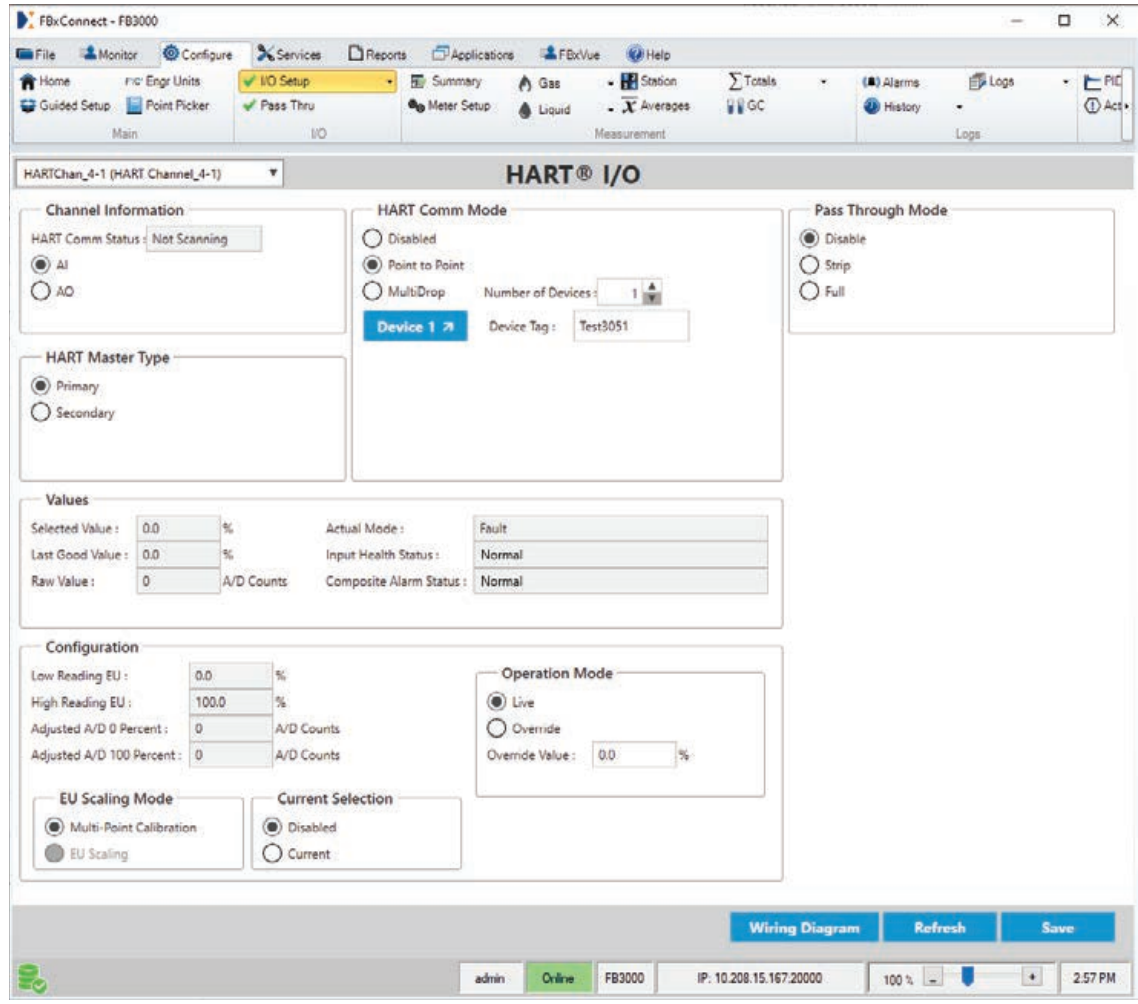 FBxConnect - FB3000
File Monitor Configure Services Reports Applications FBxVue Help
Home Engr Units I/O Setup Summary Gas Station Totals Alarms Logs PID
Guided Setup Point Picker Pass Thru Meter Setup Liquid Averages GC History Act
Main I/O Measurement Logs
HARTChan_4-1 (HART Channel_4-1) HART® I/O
Channel Information HART Comm Mode Pass Through Mode
HART Comm Status : Not Scanning Disabled Disable
AI Point to Point Strip
AO MultiDrop Number of Devices : 1 Full
Device 1 Device Tag : Test3051
HART Master Type
Primary
Secondary
Values
Selected Value : 0.0 % Actual Mode : Fault
Last Good Value : 0.0 % Input Health Status : Normal
Raw Value : 0 A/D Counts Composite Alarm Status : Normal
Configuration
Low Reading EU : 0.0 % Operation Mode
High Reading EU : 100.0 % Live
Adjusted A/D 0 Percent : 0 A/D Counts Override
Adjusted A/D 100 Percent : 0 A/D Counts Override Value : 0.0 %
EU Scaling Mode Current Selection
Multi-Point Calibration Disabled
EU Scaling Current
Wiring Diagram Refresh Save
admin Online FB3000 IP: 10.208.15.167.20000 100 % - + 2:57 PM